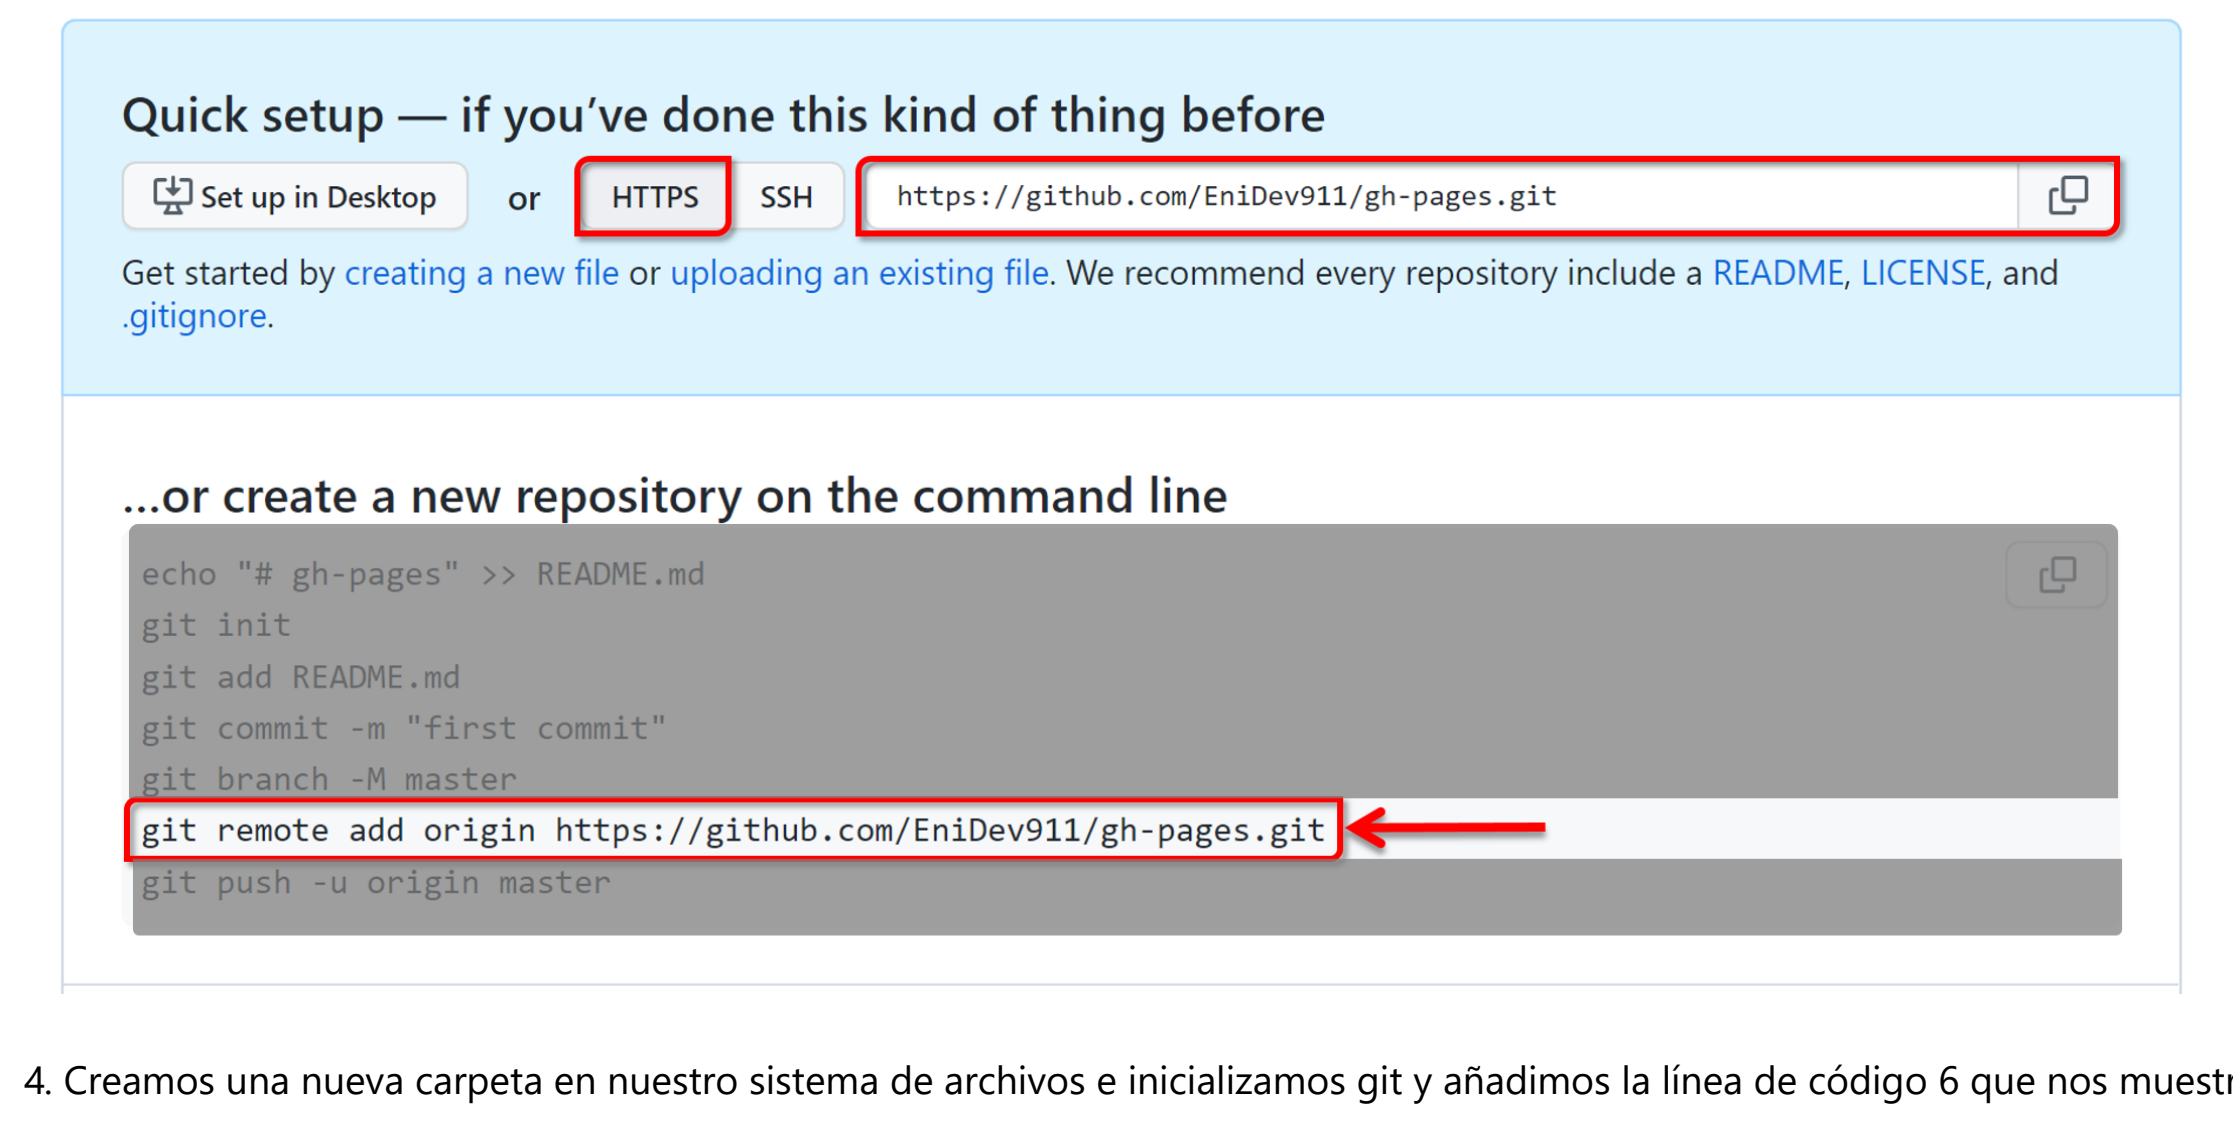 Quick setup — if you’ve done this kind of thing before
Set up in Desktop or HTTPS SSH https://github.com/EniDev911/gh-pages.git
Get started by creating a new file or uploading an existing file. We recommend every repository include a README, LICENSE, and
.gitignore.
...or create a new repository on the command line
echo "# gh-pages" >> README.md
git init
git add README.md
git commit -m "first commit"
git branch -M master
git remote add origin https://github.com/EniDev911/gh-pages.git
git push -u origin master
4. Creamos una nueva carpeta en nuestro sistema de archivos e inicializamos git y añadimos la línea de código 6 que nos